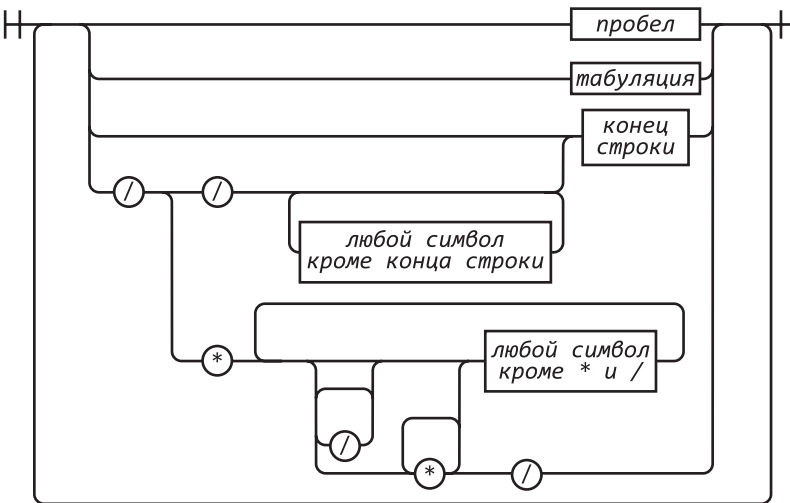 пробел
табуляция
конец
строки
/ /
любой символ
кроме конца строки
*
любой символ
кроме * и /
/
* /